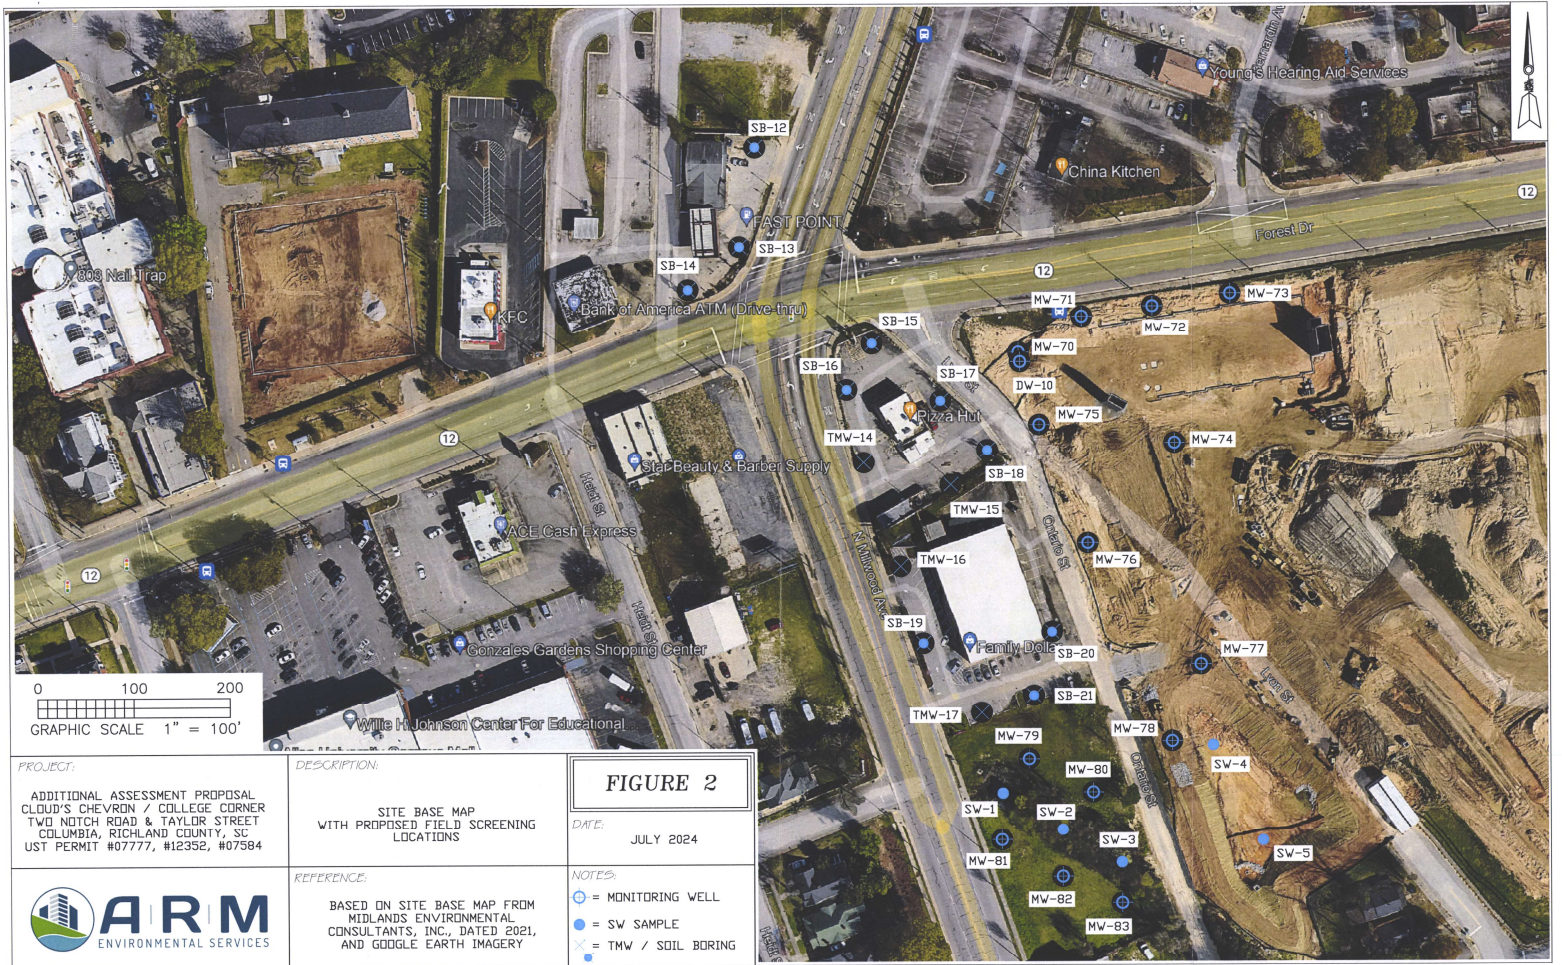 SB-12
Young's Hearing Aid Services
China Kitchen
12
Forest Dr
FAST POINT
SB-13
SB-14
803 Nail Trap
KFC
Bank of America ATM (Drive-thru)
12
MW-71
MW-72
MW-73
SB-15
SB-16
SB-17
MW-70
DW-10
Pizza Hut
MW-75
MW-74
12
TMW-14
Star Beauty & Barber Supply
SB-18
Heidt St
TMW-15
ACE Cash Express
Ontario St
N Millwood Ave
TMW-16
MW-76
12
Heidt St
SB-19
Gonzales Gardens Shopping Center
Family Dolla
SB-20
MW-77
Lyon St
SB-21
TMW-17
MW-78
MW-79
SW-4
Willie H. Johnson Center For Educational...
Ontario St
MW-80
SW-1
SW-2
SW-3
SW-5
MW-81
MW-82
MW-83
Heidt S
0 100 200
GRAPHIC SCALE 1" = 100'
PROJECT:
ADDITIONAL ASSESSMENT PROPOSAL
CLOUD'S CHEVRON / COLLEGE CORNER
TWO NOTCH ROAD & TAYLOR STREET
COLUMBIA, RICHLAND COUNTY, SC
UST PERMIT #07777, #12352, #07584
DESCRIPTION:
SITE BASE MAP
WITH PROPOSED FIELD SCREENING
LOCATIONS
FIGURE 2
DATE:
JULY 2024
ARM
ENVIRONMENTAL SERVICES
REFERENCE:
BASED ON SITE BASE MAP FROM
MIDLANDS ENVIRONMENTAL
CONSULTANTS, INC., DATED 2021,
AND GOOGLE EARTH IMAGERY
NOTES:
= MONITORING WELL
= SW SAMPLE
= TMW / SOIL BORING